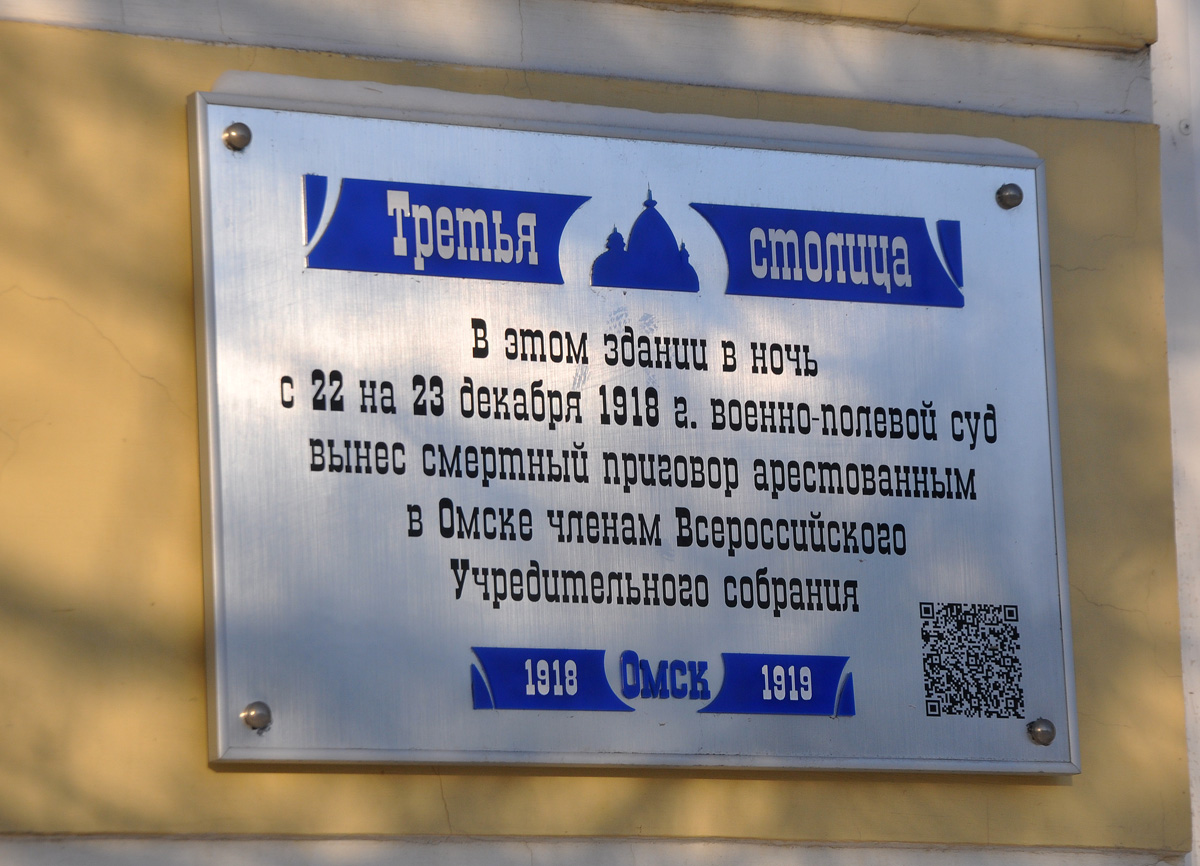 Третья столица
В этом здании в ночь
с 22 на 23 декабря 1918 г. военно-полевой суд
вынес смертный приговор арестованным
в Омске членам Всероссийского
Учредительного собрания
1918 Омск 1919